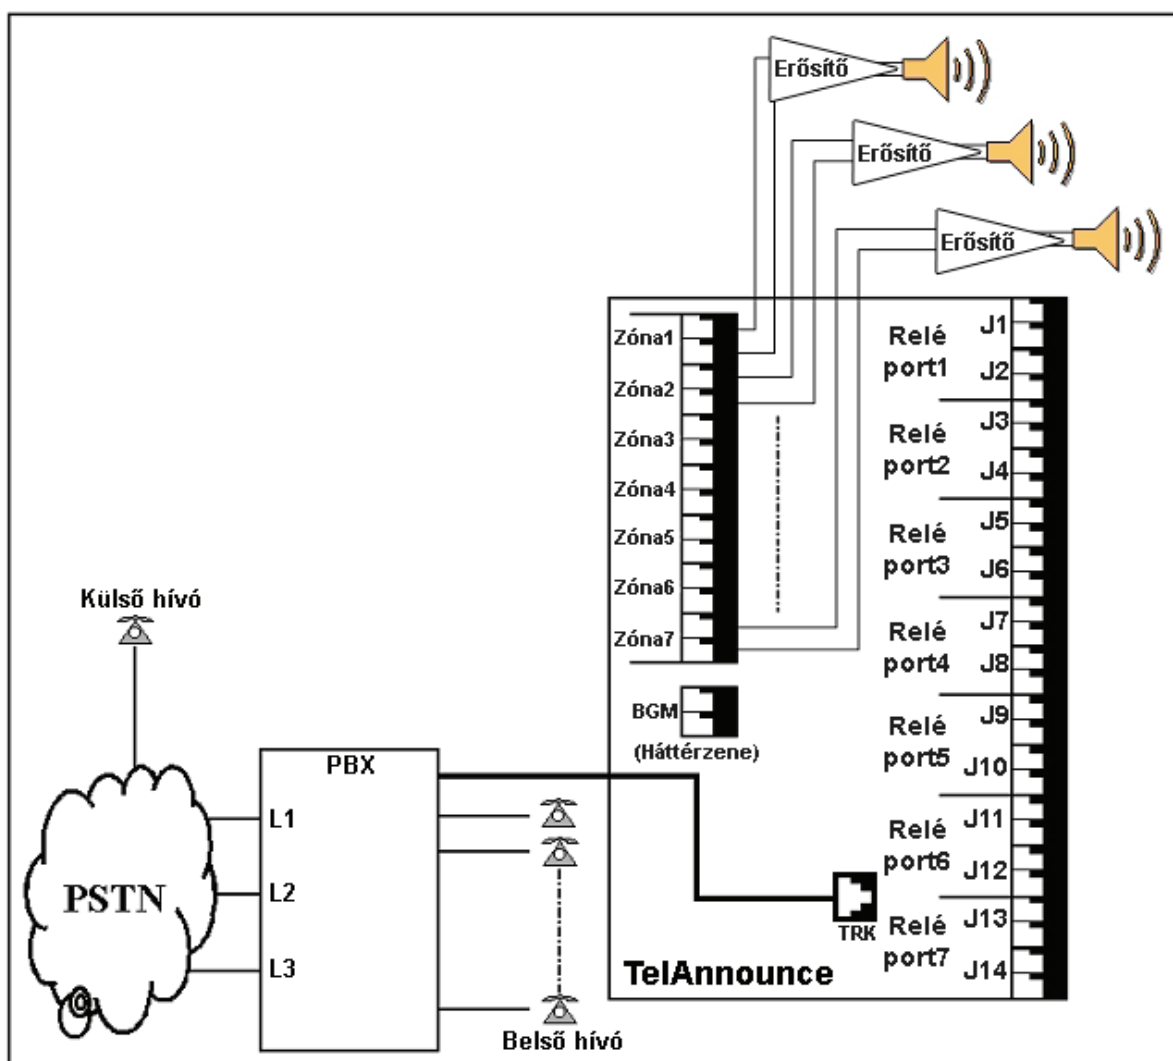 Erősítő
Erősítő
Erősítő
Zóna1
Zóna2
Zóna3
Zóna4
Zóna5
Zóna6
Zóna7
BGM
(Háttérzene)
Relé
port1
J1
J2
Relé
port2
J3
J4
Relé
port3
J5
J6
Relé
port4
J7
J8
Relé
port5
J9
J10
Relé
port6
J11
J12
Relé
port7
J13
J14
TRK
TelAnnounce
Külső hívó
PBX
L1
L2
L3
PSTN
Belső hívó